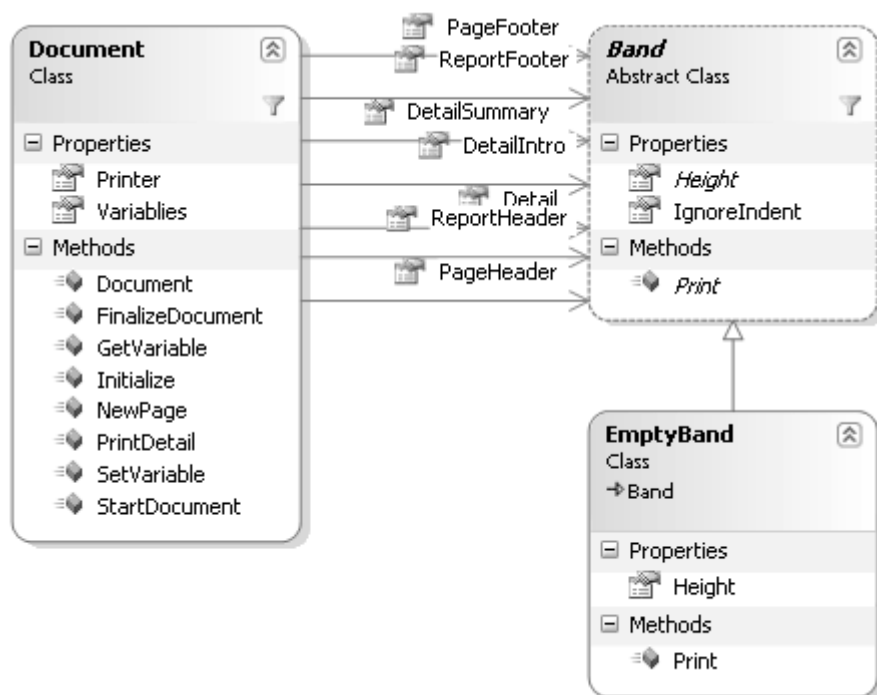 Document
Class
Properties
Printer
Variablies
Methods
Document
FinalizeDocument
GetVariable
Initialize
NewPage
PrintDetail
SetVariable
StartDocument
PageFooter
ReportFooter
DetailSummary
DetailIntro
Detail
ReportHeader
PageHeader
Band
Abstract Class
Properties
Height
IgnoreIndent
Methods
Print
EmptyBand
Class
Band
Properties
Height
Methods
Print